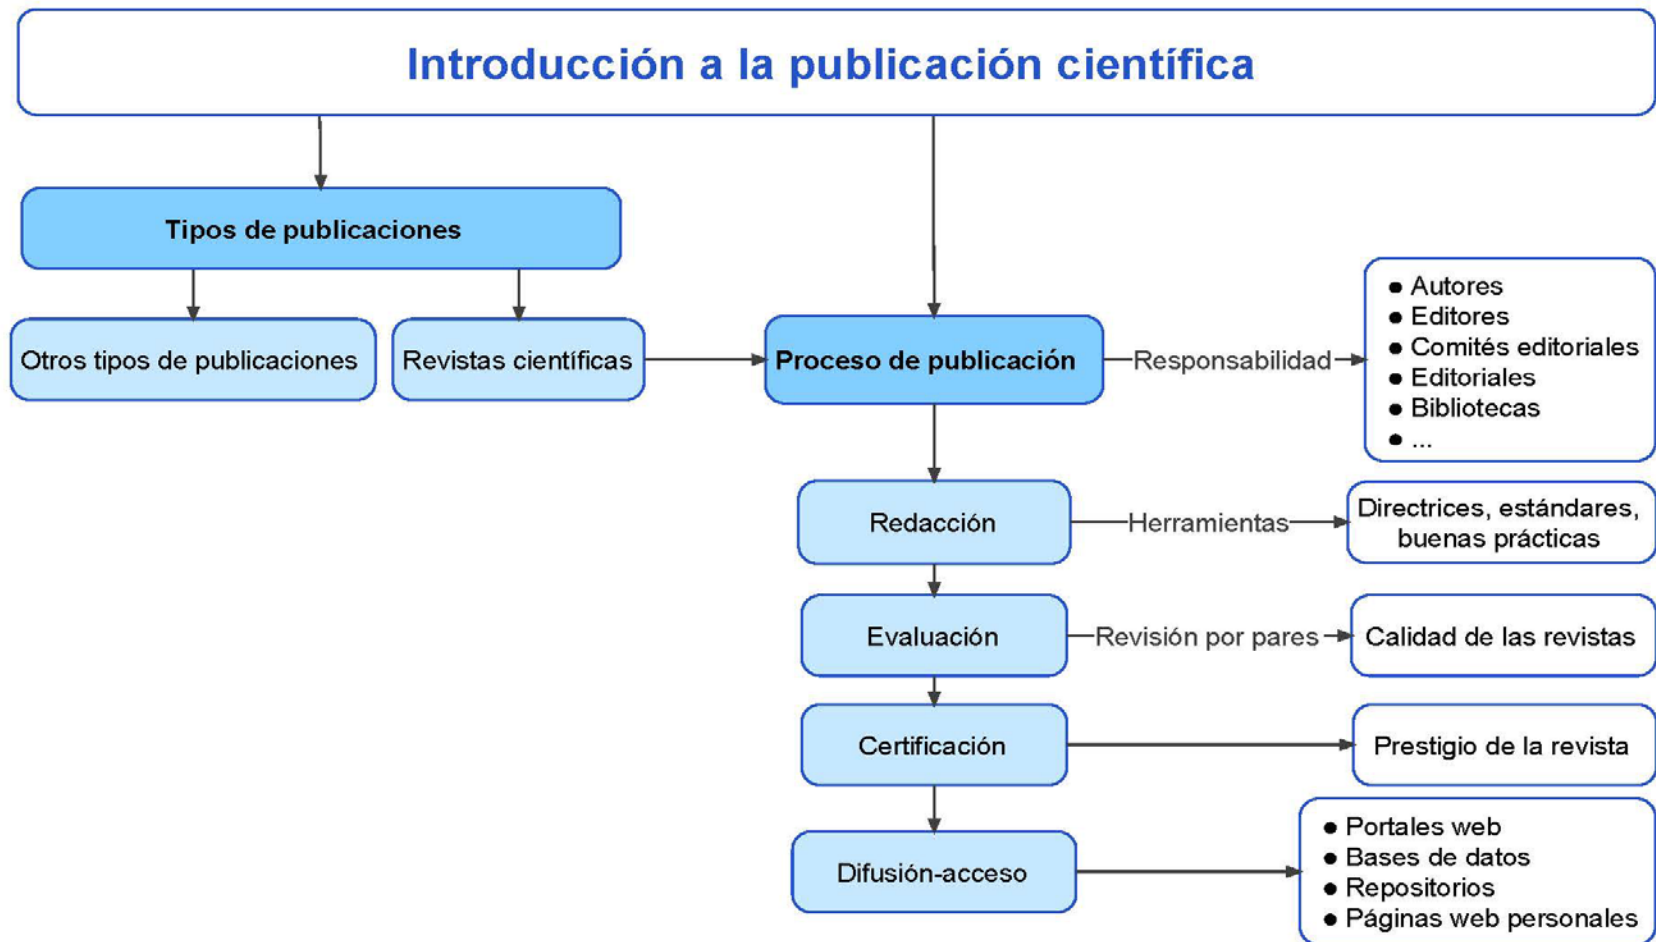 Introducción a la publicación científica
Tipos de publicaciones
Otros tipos de publicaciones
Revistas científicas
Proceso de publicación
Responsabilidad
● Autores
● Editores
● Comités editoriales
● Editoriales
● Bibliotecas
● ...
Redacción
Herramientas
Directrices, estándares,
buenas prácticas
Evaluación
Revisión por pares
Calidad de las revistas
Certificación
Prestigio de la revista
Difusión-acceso
● Portales web
● Bases de datos
● Repositorios
● Páginas web personales